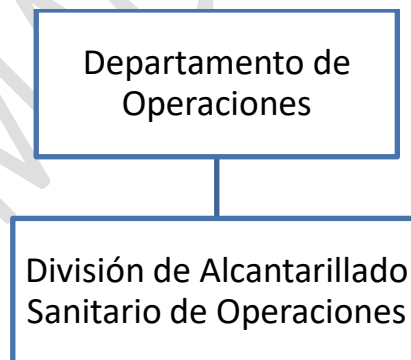 Departamento de
Operaciones
División de Alcantarillado
Sanitario de Operaciones